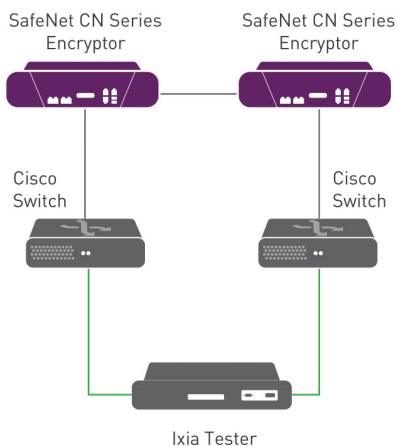 SafeNet CN Series
Encryptor
SafeNet CN Series
Encryptor
Cisco
Switch
Cisco
Switch
Ixia Tester